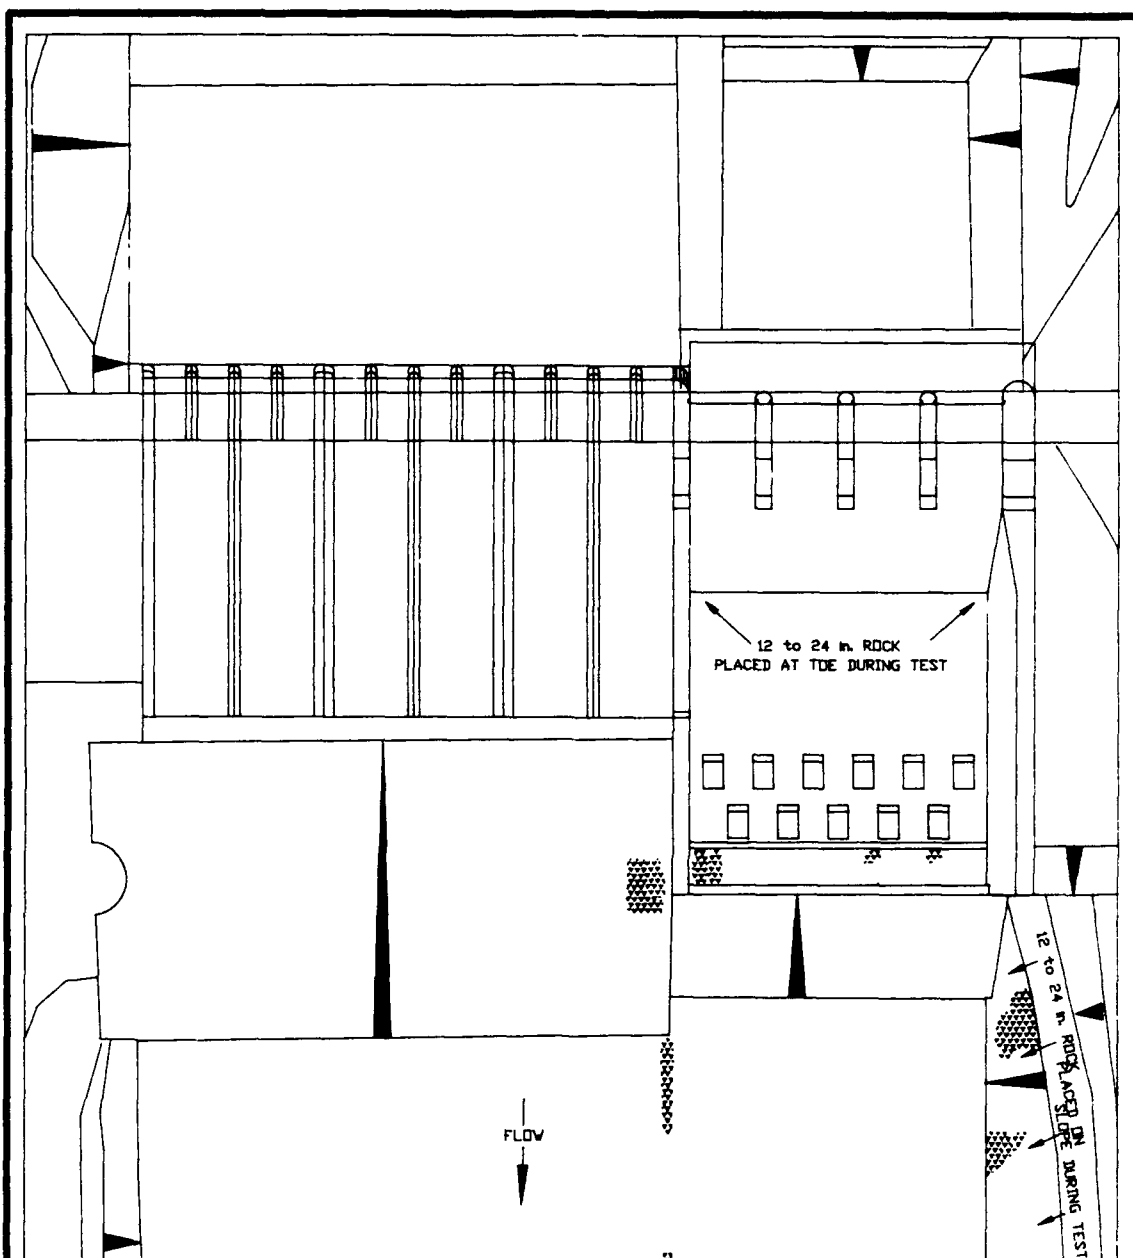 12 to 24 in. ROCK
PLACED AT TOE DURING TEST
12 to 24 in. ROCK PLACED ON
SLOPE DURING TEST
FLOW